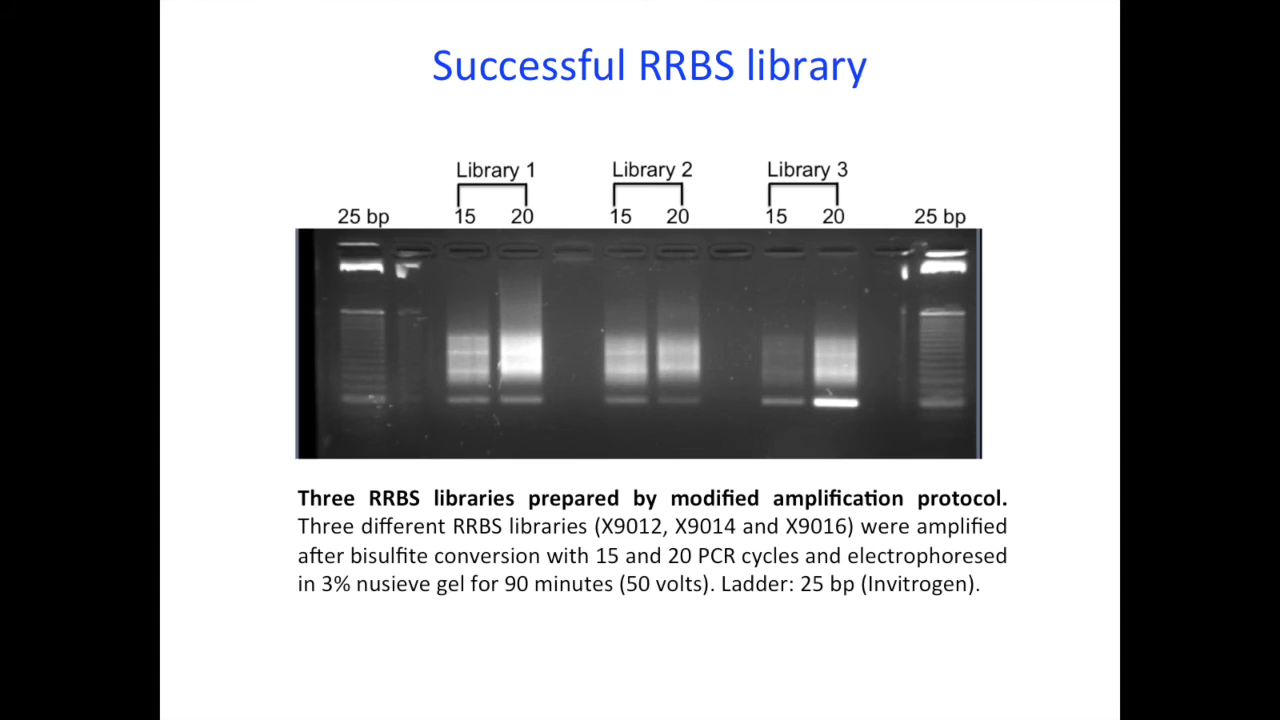 Successful RRBS library
Library 1 Library 2 Library 3
25 bp 15 20 15 20 15 20 25 bp
Three RRBS libraries prepared by modified amplification protocol.
Three different RRBS libraries (X9012, X9014 and X9016) were amplified
after bisulfite conversion with 15 and 20 PCR cycles and electrophoresed
in 3% nusieve gel for 90 minutes (50 volts). Ladder: 25 bp (Invitrogen).